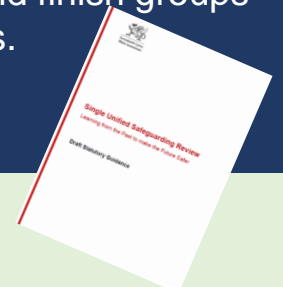 nd finish groups
s.
Single Unified Safeguarding Review
Learning from the Past to make the Future Safer
Draft Statutory Guidance